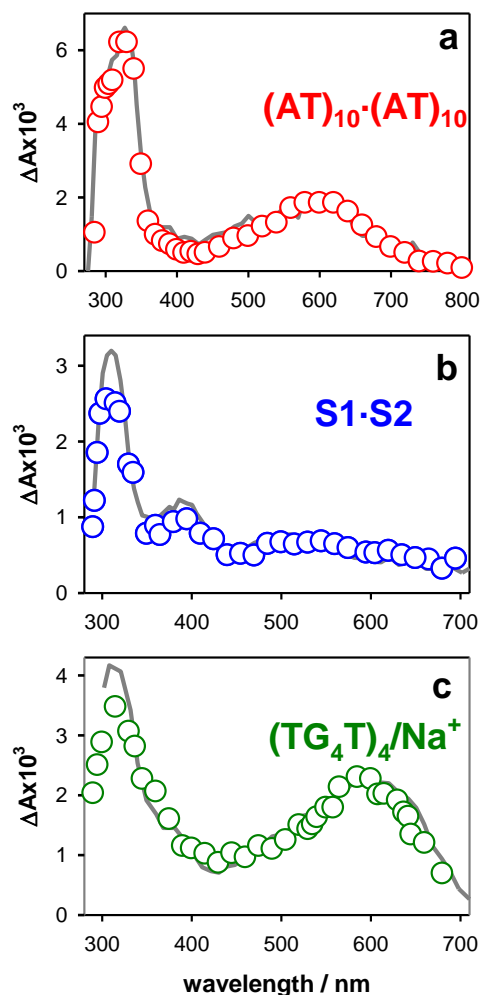 a
(AT)₁₀·(AT)₁₀
ΔAx10³
6
4
2
0
300 400 500 600 700 800
b
S1·S2
ΔAx10³
3
2
1
0
300 400 500 600 700
c
(TG₄T)₄/Na⁺
ΔAx10³
4
3
2
1
0
300 400 500 600 700
wavelength / nm